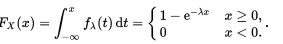 F_X(x) = ∫_{-∞}^{x} f_λ(t) dt = { 1 − e^{−λx}  x ≥ 0,
0  x < 0. .